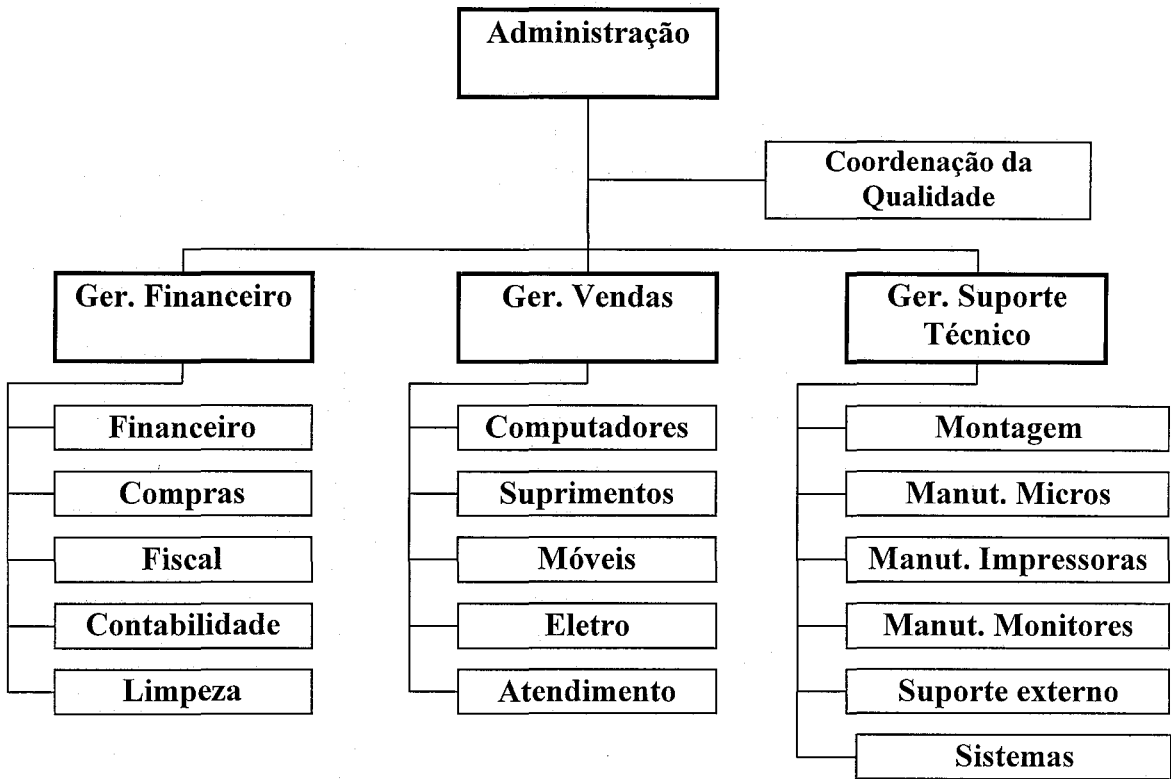 Administração
Coordenação da
Qualidade
Ger. Financeiro
Ger. Vendas
Ger. Suporte
Técnico
Financeiro
Compras
Fiscal
Contabilidade
Limpeza
Computadores
Suprimentos
Móveis
Eletro
Atendimento
Montagem
Manut. Micros
Manut. Impressoras
Manut. Monitores
Suporte externo
Sistemas